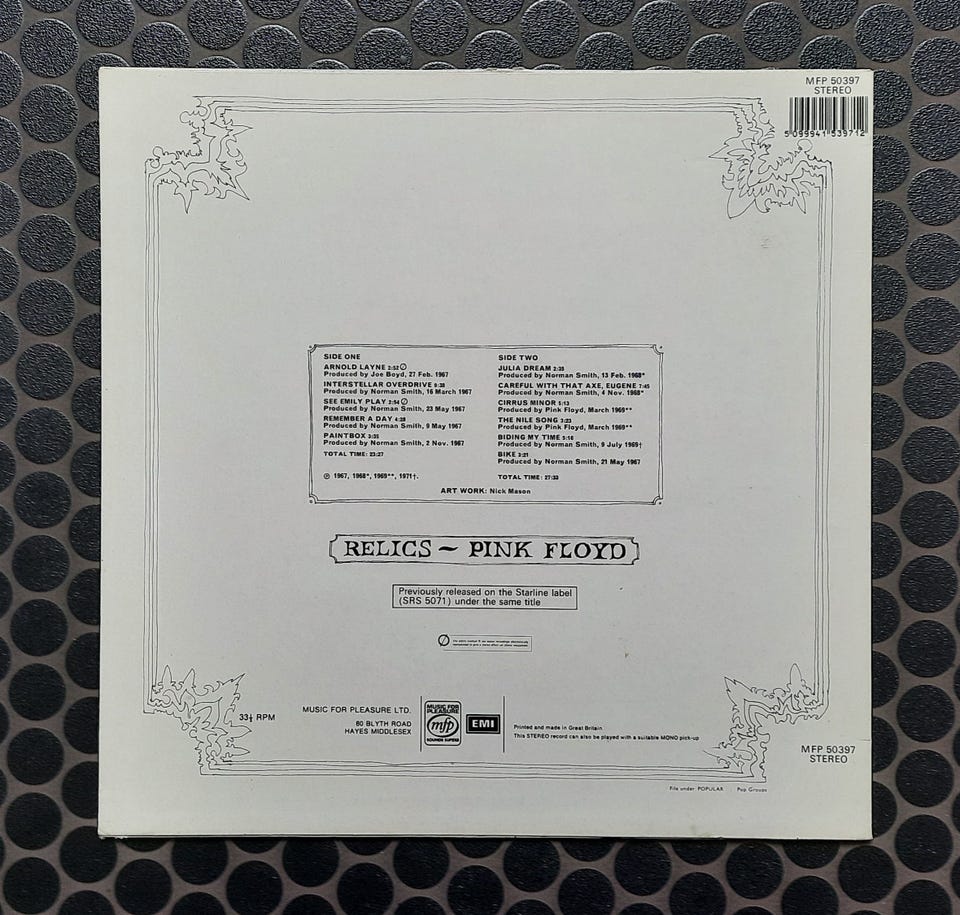 MFP 50397
STEREO
5 099941 539712
SIDE ONE
ARNOLD LAYNE 2:52
Produced by Joe Boyd, 27 Feb. 1967
INTERSTELLAR OVERDRIVE 9:38
Produced by Norman Smith, 16 March 1967
SEE EMILY PLAY 2:54
Produced by Norman Smith, 23 May 1967
REMEMBER A DAY 4:28
Produced by Norman Smith, 9 May 1967
PAINTBOX 3:35
Produced by Norman Smith, 2 Nov. 1967
TOTAL TIME: 23:27
℗ 1967, 1968*, 1969**, 1971†.
SIDE TWO
JULIA DREAM 2:35
Produced by Norman Smith, 13 Feb. 1968*
CAREFUL WITH THAT AXE, EUGENE 7:45
Produced by Norman Smith, 4 Nov. 1968*
CIRRUS MINOR 5:13
Produced by Pink Floyd, March 1969**
THE NILE SONG 3:23
Produced by Pink Floyd, March 1969**
BIDING MY TIME 5:16
Produced by Norman Smith, 9 July 1969†
BIKE 3:21
Produced by Norman Smith, 21 May 1967
TOTAL TIME: 27:33
ART WORK: Nick Mason
RELICS ~ PINK FLOYD
Previously released on the Starline label
(SRS 5071) under the same title
33⅓ RPM
MUSIC FOR PLEASURE LTD.
80 BLYTH ROAD
HAYES MIDDLESEX
MUSIC FOR
PLEASURE
mfp
SOUNDS SUPERB
EMI
Printed and made in Great Britain
This STEREO record can also be played with a suitable MONO pick-up
MFP 50397
STEREO
File under POPULAR Pop Groups